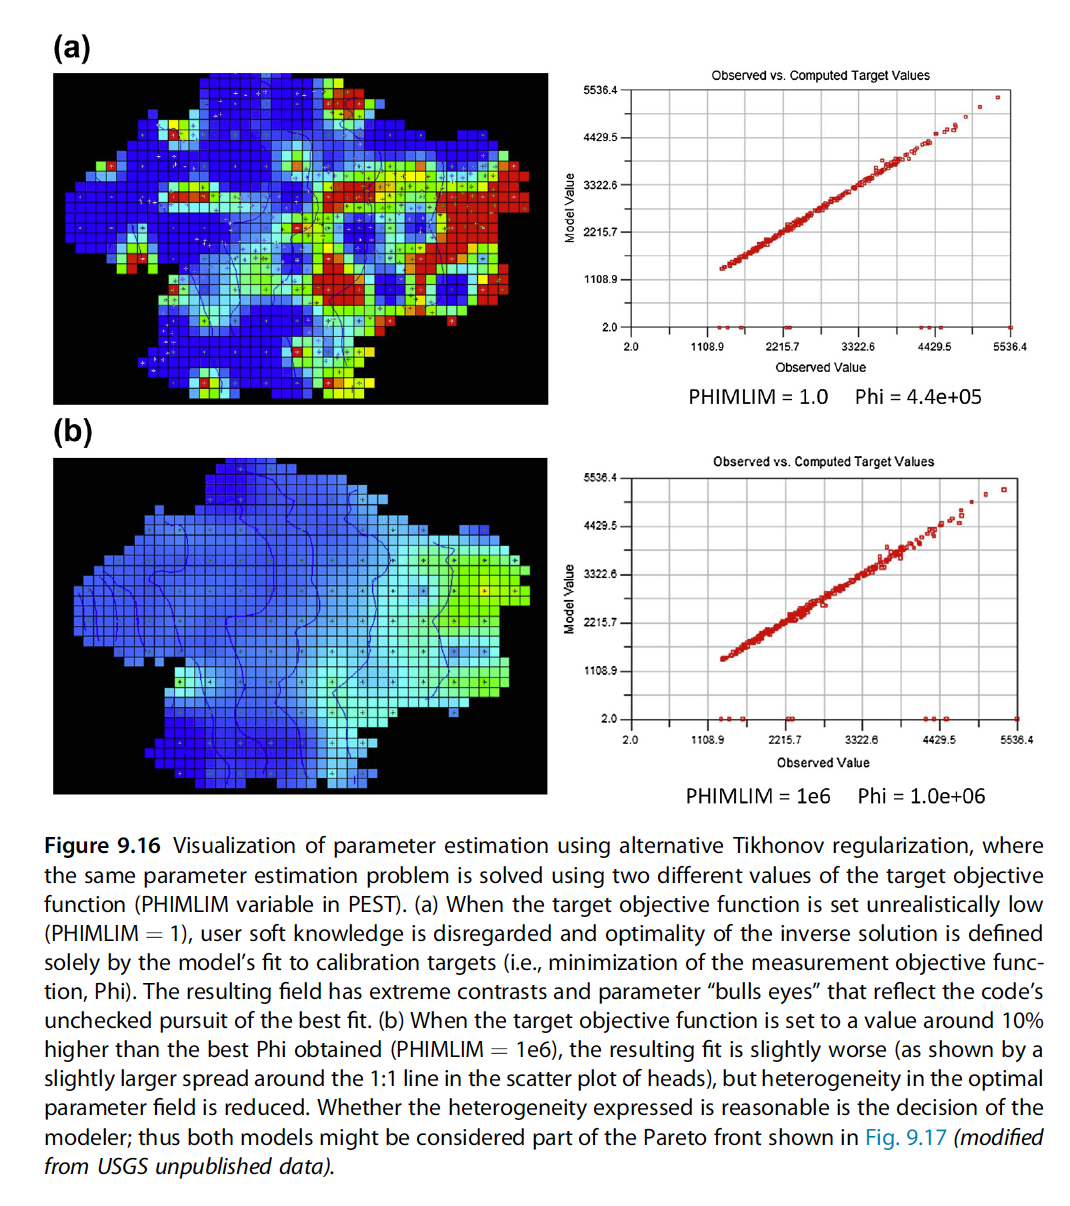 (a)
Observed vs. Computed Target Values
5536.4
4429.5
3322.6
2215.7
1108.9
2.0
Model Value
2.0 1108.9 2215.7 3322.6 4429.5 5536.4
Observed Value
PHIMLIM = 1.0 Phi = 4.4e+05
(b)
Observed vs. Computed Target Values
5536.4
4429.5
3322.6
2215.7
1108.9
2.0
Model Value
2.0 1108.9 2215.7 3322.6 4429.5 5536.4
Observed Value
PHIMLIM = 1e6 Phi = 1.0e+06
Figure 9.16 Visualization of parameter estimation using alternative Tikhonov regularization, where
the same parameter estimation problem is solved using two different values of the target objective
function (PHIMLIM variable in PEST). (a) When the target objective function is set unrealistically low
(PHIMLIM = 1), user soft knowledge is disregarded and optimality of the inverse solution is defined
solely by the model's fit to calibration targets (i.e., minimization of the measurement objective func-
tion, Phi). The resulting field has extreme contrasts and parameter “bulls eyes” that reflect the code's
unchecked pursuit of the best fit. (b) When the target objective function is set to a value around 10%
higher than the best Phi obtained (PHIMLIM = 1e6), the resulting fit is slightly worse (as shown by a
slightly larger spread around the 1:1 line in the scatter plot of heads), but heterogeneity in the optimal
parameter field is reduced. Whether the heterogeneity expressed is reasonable is the decision of the
modeler; thus both models might be considered part of the Pareto front shown in Fig. 9.17 (modified
from USGS unpublished data).